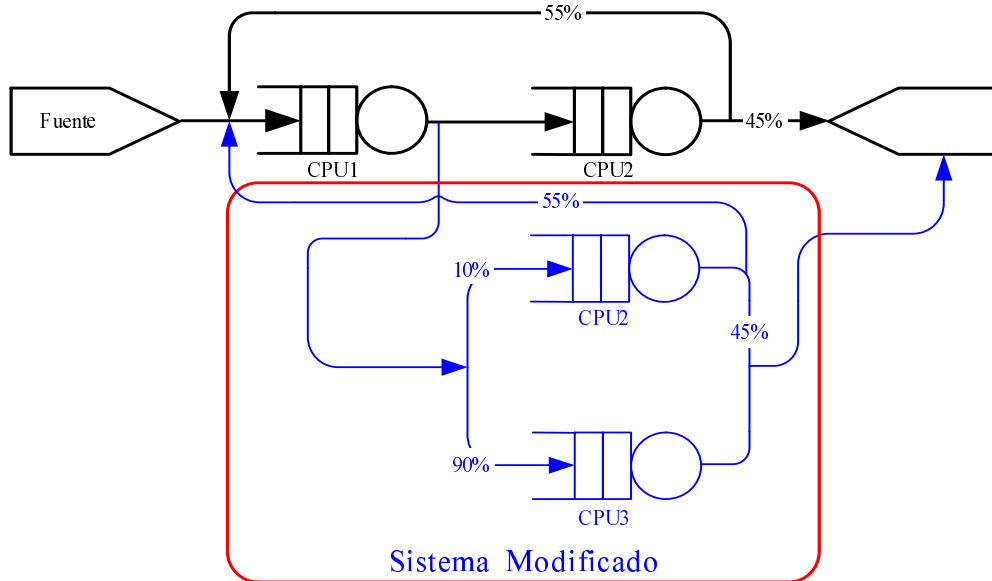 55%
Fuente
45%
CPU1
CPU2
55%
10%
CPU2
45%
90%
CPU3
Sistema Modificado